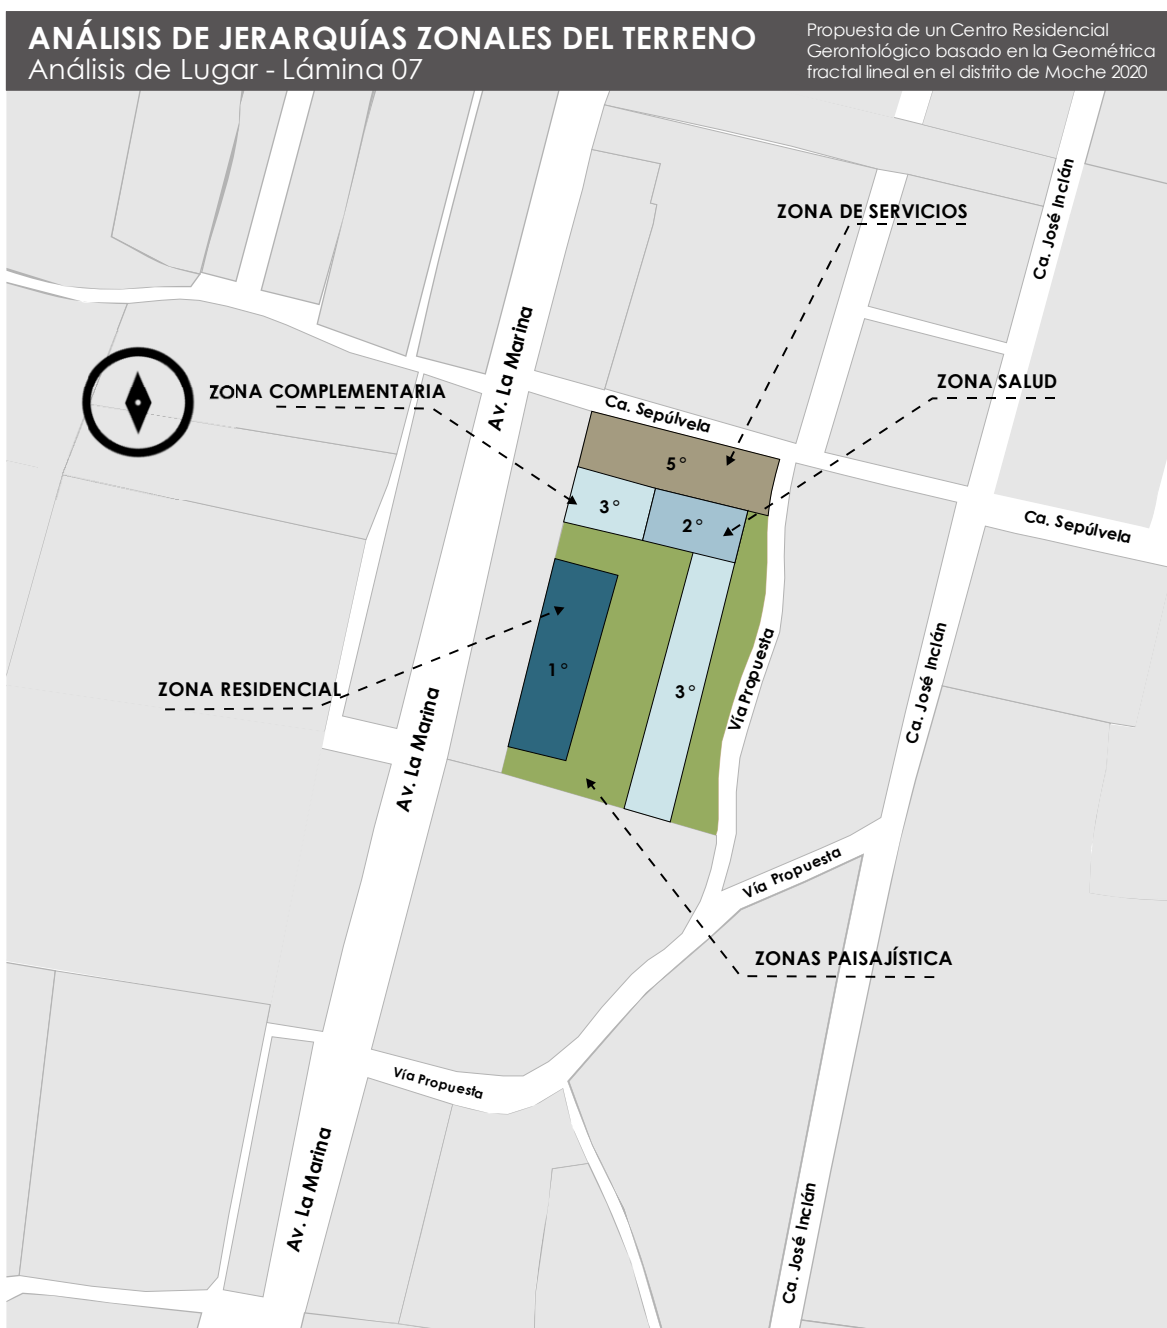 ANÁLISIS DE JERARQUÍAS ZONALES DEL TERRENO
Análisis de Lugar - Lámina 07
Propuesta de un Centro Residencial
Gerontológico basado en la Geométrica
fractal lineal en el distrito de Moche 2020
ZONA DE SERVICIOS
Ca. José Inclán
Av. La Marina
ZONA COMPLEMENTARIA
ZONA SALUD
Ca. Sepúlvela
5°
3°
2°
Ca. Sepúlvela
ZONA RESIDENCIAL
1°
3°
Vía Propuesta
Ca. José Inclán
Av. La Marina
Vía Propuesta
ZONAS PAISAJÍSTICA
Vía Propuesta
Av. La Marina
Ca. José Inclán